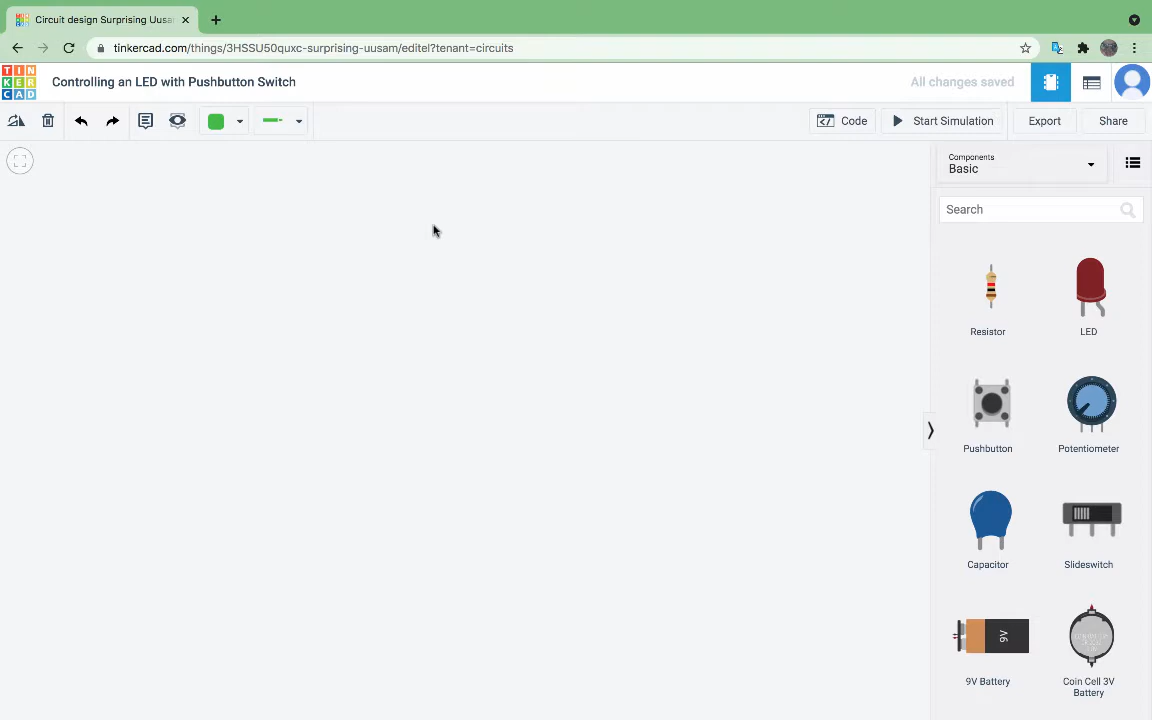 Circuit design Surprising Uusa
tinkercad.com/things/3HSSU50quxc-surprising-uusam/editel?tenant=circuits
TIN
KER
CAD
Controlling an LED with Pushbutton Switch
All changes saved
Code
Start Simulation
Export
Share
Components
Basic
Search
Resistor
LED
Pushbutton
Potentiometer
Capacitor
Slideswitch
9V
9V Battery
Coin Cell 3V
Battery